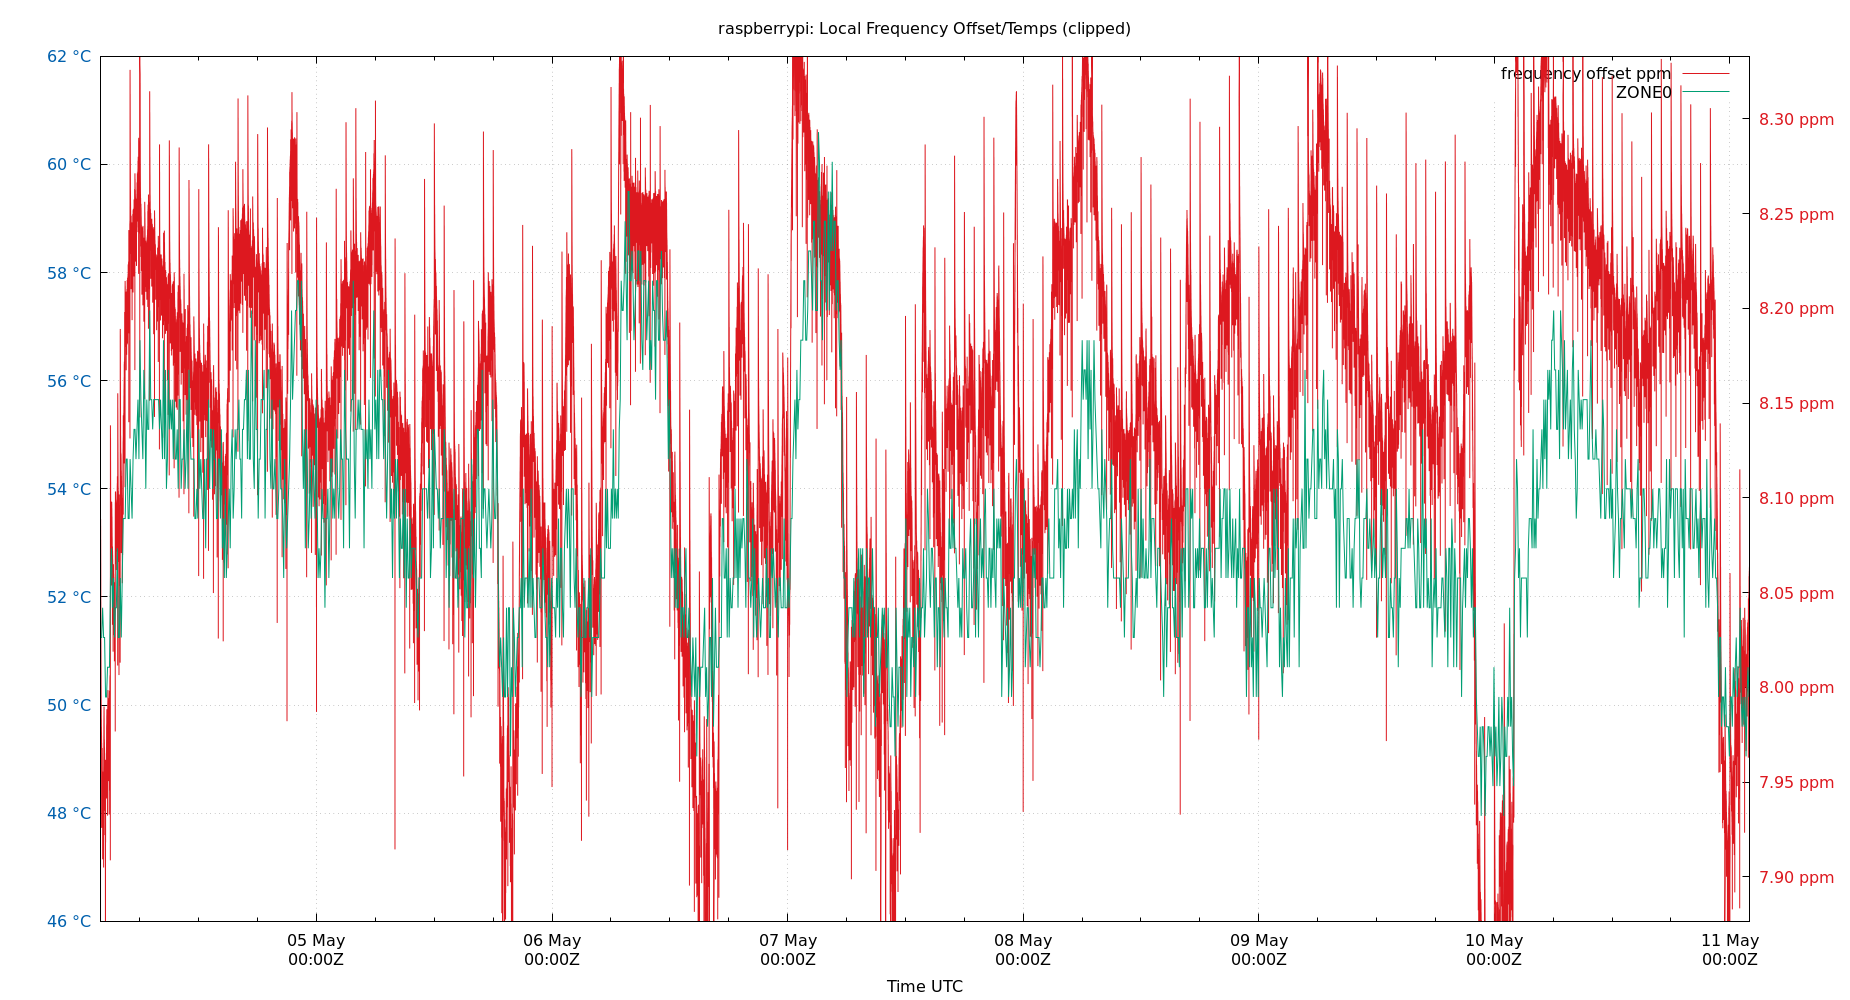 raspberrypi: Local Frequency Offset/Temps (clipped)
62 °C
60 °C
58 °C
56 °C
54 °C
52 °C
50 °C
48 °C
46 °C
frequency offset ppm
ZONE0
8.30 ppm
8.25 ppm
8.20 ppm
8.15 ppm
8.10 ppm
8.05 ppm
8.00 ppm
7.95 ppm
7.90 ppm
05 May 06 May 07 May 08 May 09 May 10 May 11 May
00:00Z 00:00Z 00:00Z 00:00Z 00:00Z 00:00Z 00:00Z
Time UTC